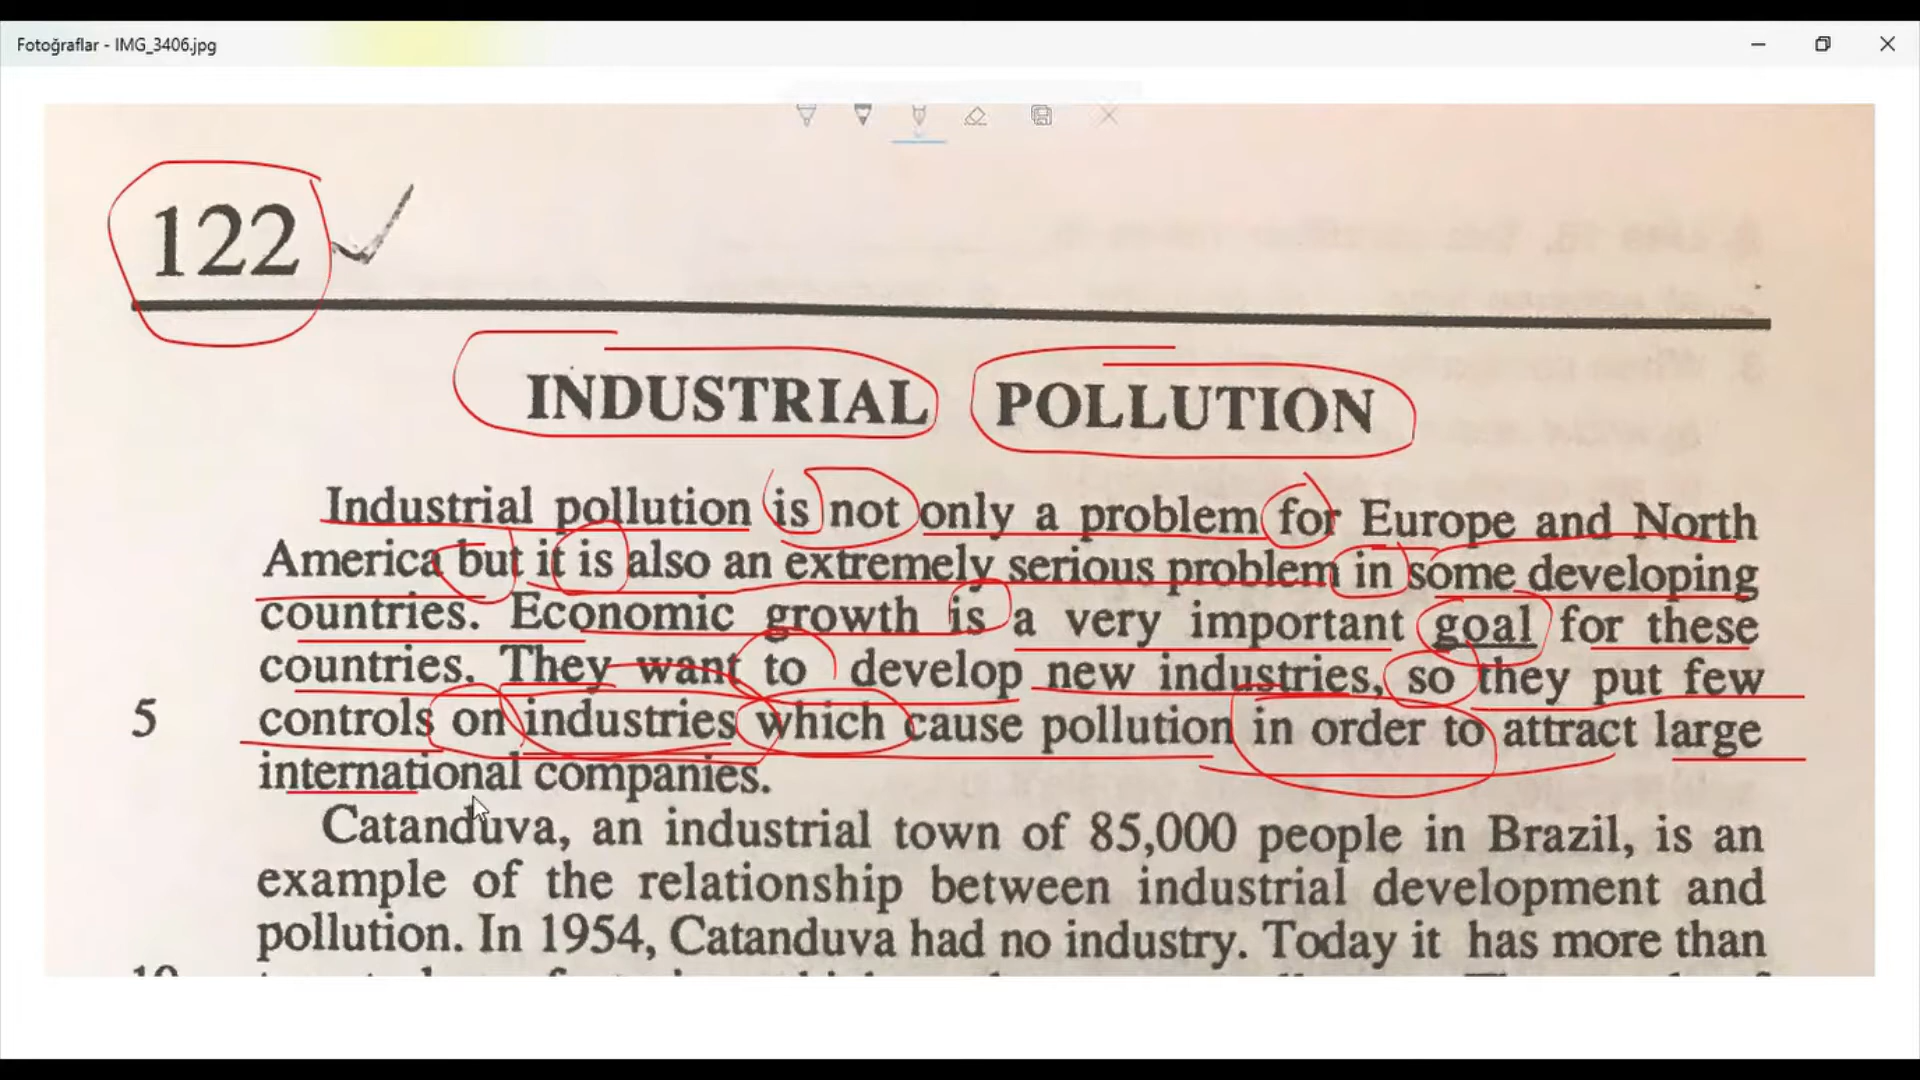 Fotoğraflar - IMG_3406.jpg
122
INDUSTRIAL POLLUTION
Industrial pollution is not only a problem for Europe and North
America but it is also an extremely serious problem in some developing
countries. Economic growth is a very important goal for these
countries. They want to develop new industries, so they put few
5 controls on industries which cause pollution in order to attract large
international companies.
Catanduva, an industrial town of 85,000 people in Brazil, is an
example of the relationship between industrial development and
pollution. In 1954, Catanduva had no industry. Today it has more than